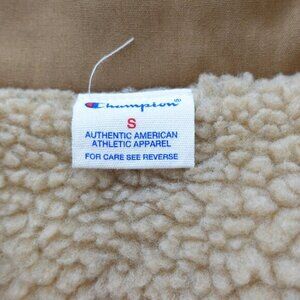 Champion®
S
AUTHENTIC AMERICAN
ATHLETIC APPAREL
FOR CARE SEE REVERSE